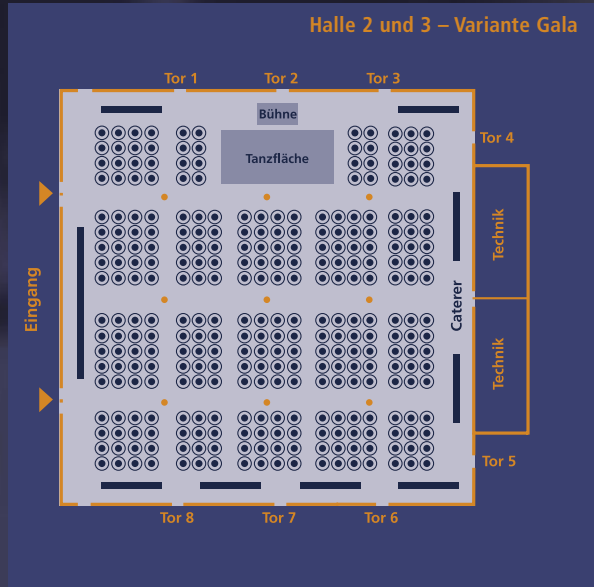 Halle 2 und 3 – Variante Gala
Tor 1
Tor 2
Tor 3
Bühne
Tor 4
Tanzfläche
Technik
Eingang
Caterer
Technik
Tor 5
Tor 8
Tor 7
Tor 6